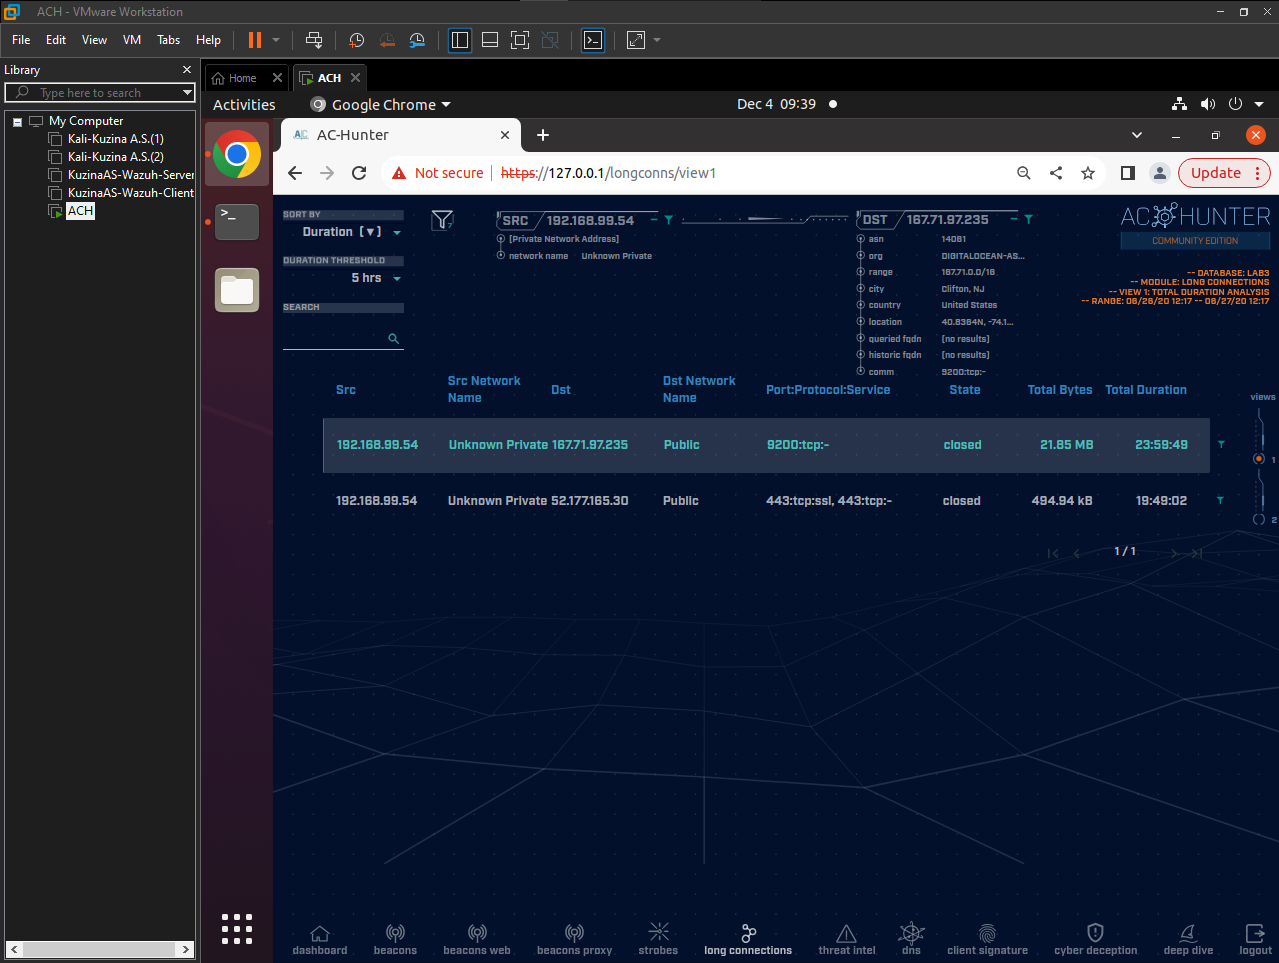 ACH - VMware Workstation
File Edit View VM Tabs Help
Library
Type here to search
My Computer
Kali-Kuzina A.S.(1)
Kali-Kuzina A.S.(2)
KuzinaAS-Wazuh-Server
KuzinaAS-Wazuh-Client
ACH
Home
ACH
Activities
Google Chrome
Dec 4 09:39
AC-Hunter
Not secure
https://127.0.0.1/longconns/view1
Update
SORT BY
Duration [▼]
DURATION THRESHOLD
5 hrs
SEARCH
7
SRC 192.168.99.54
[Private Network Address]
network name Unknown Private
DST 167.71.97.235
asn 14061
org DIGITALOCEAN-AS...
range 167.71.0.0/16
city Clifton, NJ
country United States
location 40.8364N, -74.1...
queried fqdn [no results]
historic fqdn [no results]
comm 9200:tcp:-
AC HUNTER
COMMUNITY EDITION
-- DATABASE: LAB3
-- MODULE: LONG CONNECTIONS
-- VIEW 1: TOTAL DURATION ANALYSIS
-- RANGE: 06/26/20 12:17 -- 06/27/20 12:17
Src Src Network Name Dst Dst Network Name Port:Protocol:Service State Total Bytes Total Duration
192.168.99.54 Unknown Private 167.71.97.235 Public 9200:tcp:- closed 21.85 MB 23:59:49
192.168.99.54 Unknown Private 52.177.165.30 Public 443:tcp:ssl, 443:tcp:- closed 494.94 kB 19:49:02
1 / 1
views
1
2
dashboard beacons beacons web beacons proxy strobes long connections threat intel dns client signature cyber deception deep dive logout